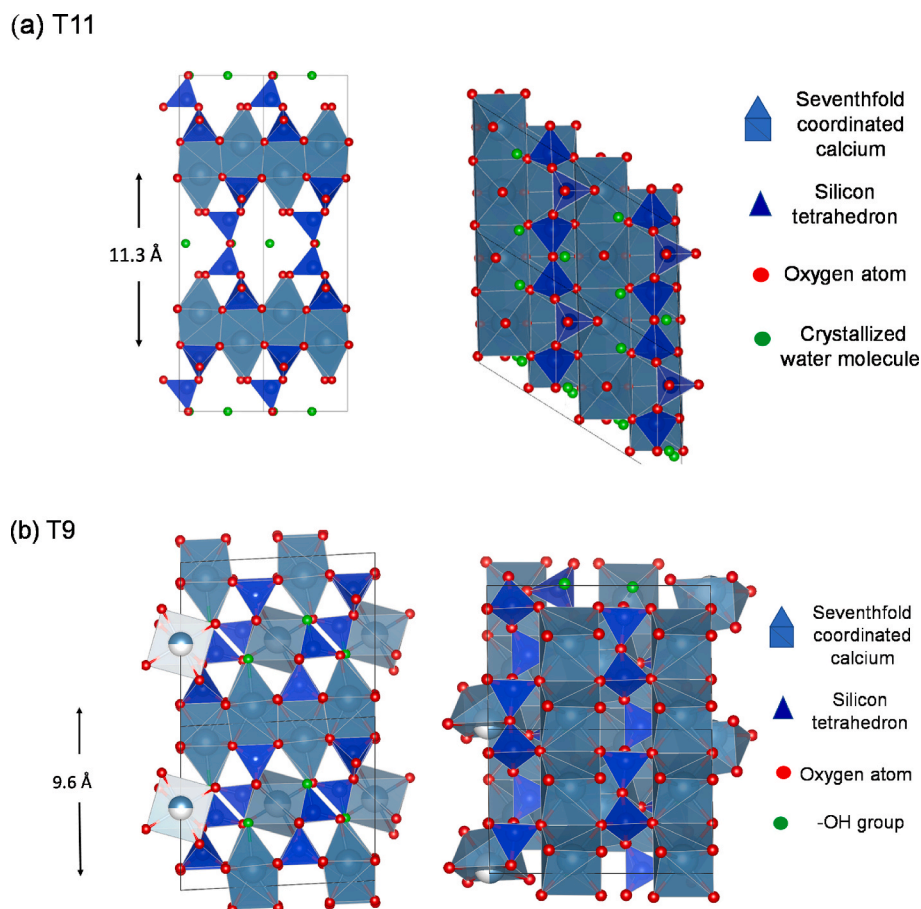 (a) T11
11.3 Å
Seventhfold
coordinated
calcium
Silicon
tetrahedron
Oxygen atom
Crystallized
water molecule
(b) T9
9.6 Å
Seventhfold
coordinated
calcium
Silicon
tetrahedron
Oxygen atom
-OH group